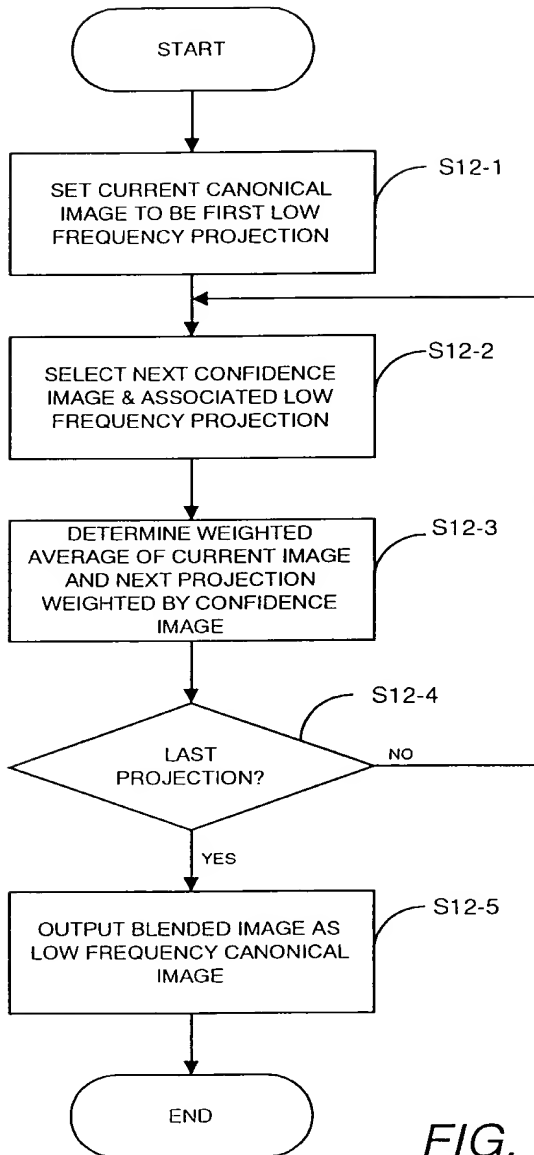 START
SET CURRENT CANONICAL
IMAGE TO BE FIRST LOW
FREQUENCY PROJECTION
S12-1
SELECT NEXT CONFIDENCE
IMAGE & ASSOCIATED LOW
FREQUENCY PROJECTION
S12-2
DETERMINE WEIGHTED
AVERAGE OF CURRENT IMAGE
AND NEXT PROJECTION
WEIGHTED BY CONFIDENCE
IMAGE
S12-3
S12-4
LAST
PROJECTION?
NO
YES
OUTPUT BLENDED IMAGE AS
LOW FREQUENCY CANONICAL
IMAGE
S12-5
END
FIG.